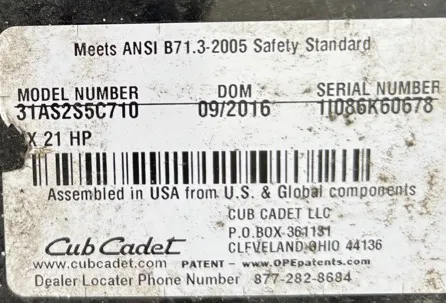 Meets ANSI B71.3-2005 Safety Standard
MODEL NUMBER DOM SERIAL NUMBER
31AS2S5C710 09/2016 1I086K60678
X 21 HP
Assembled in USA from U.S. & Global components
CUB CADET LLC
P.O.BOX 361131
CLEVELAND OHIO 44136
Cub Cadet
www.cubcadet.com PATENT - www.OPEpatents.com
Dealer Locater Phone Number 877-282-8684